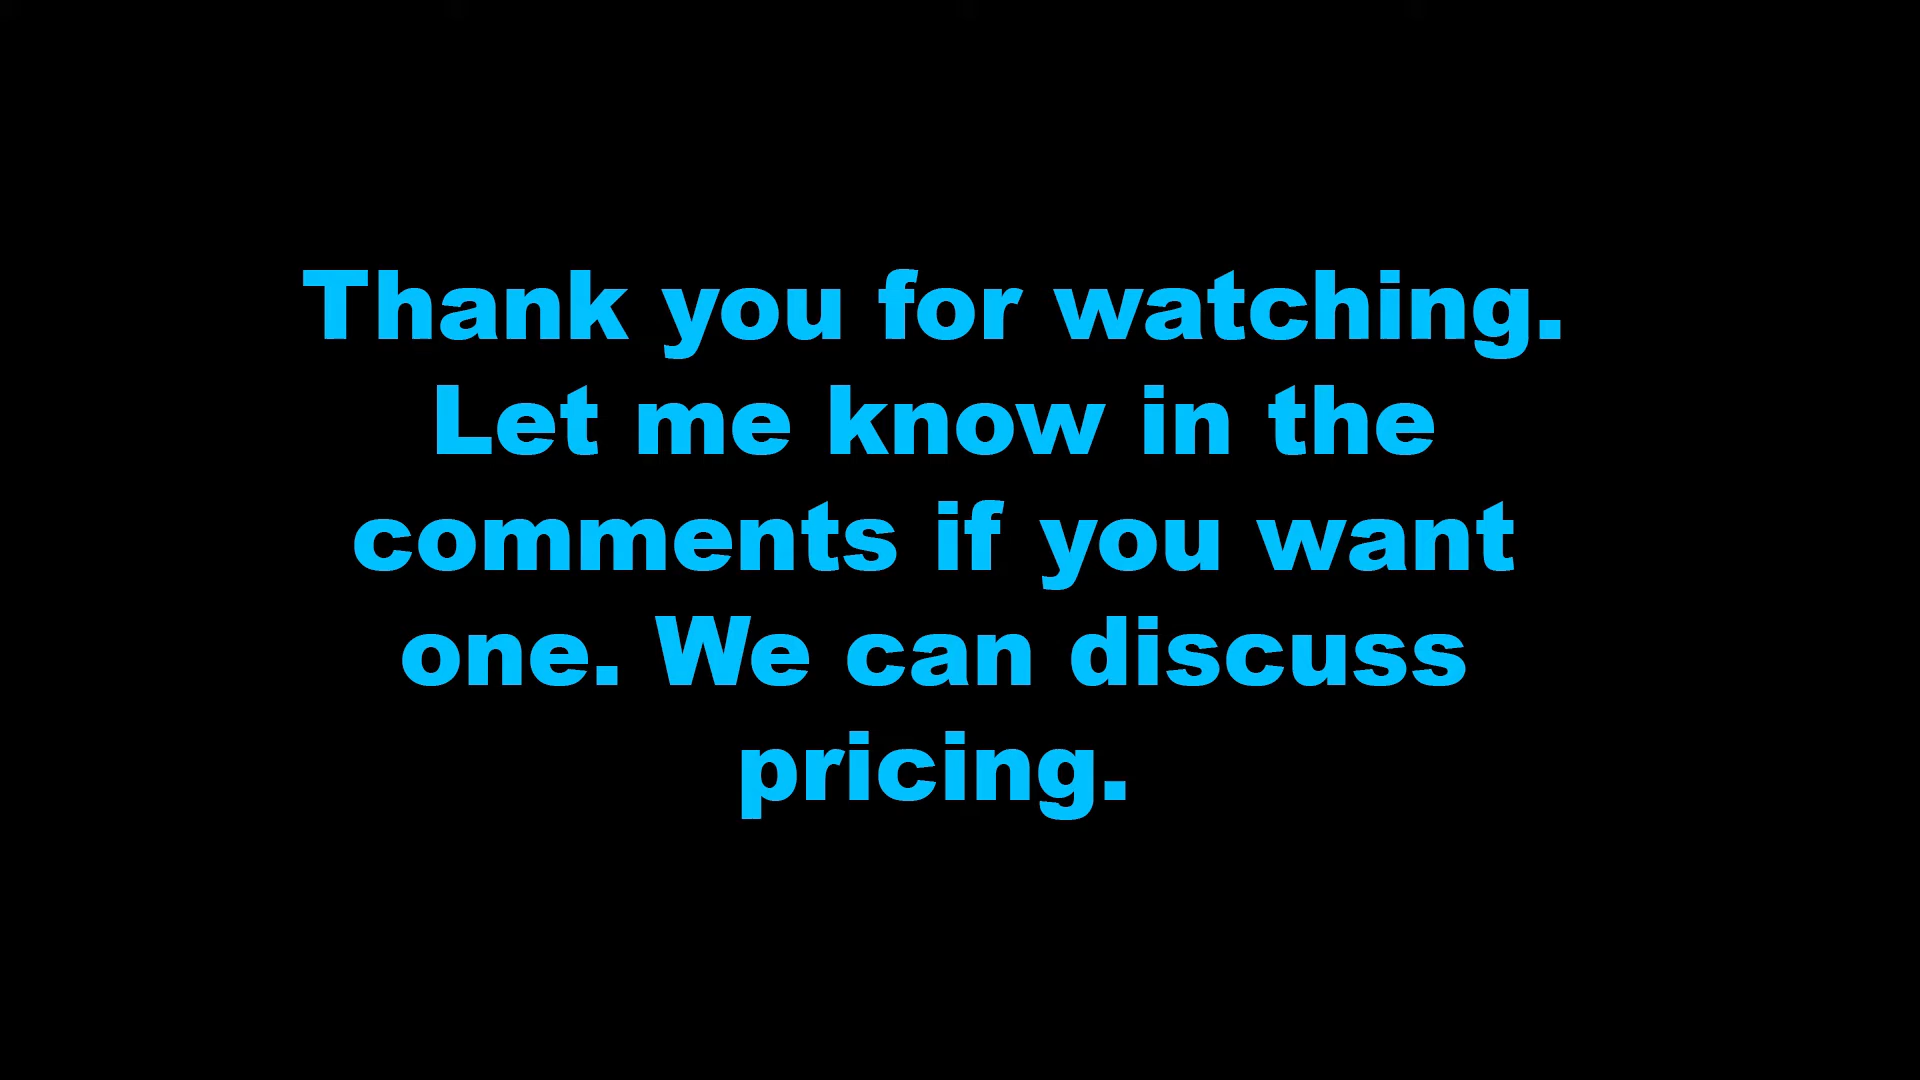 Thank you for watching.
Let me know in the
comments if you want
one. We can discuss
pricing.